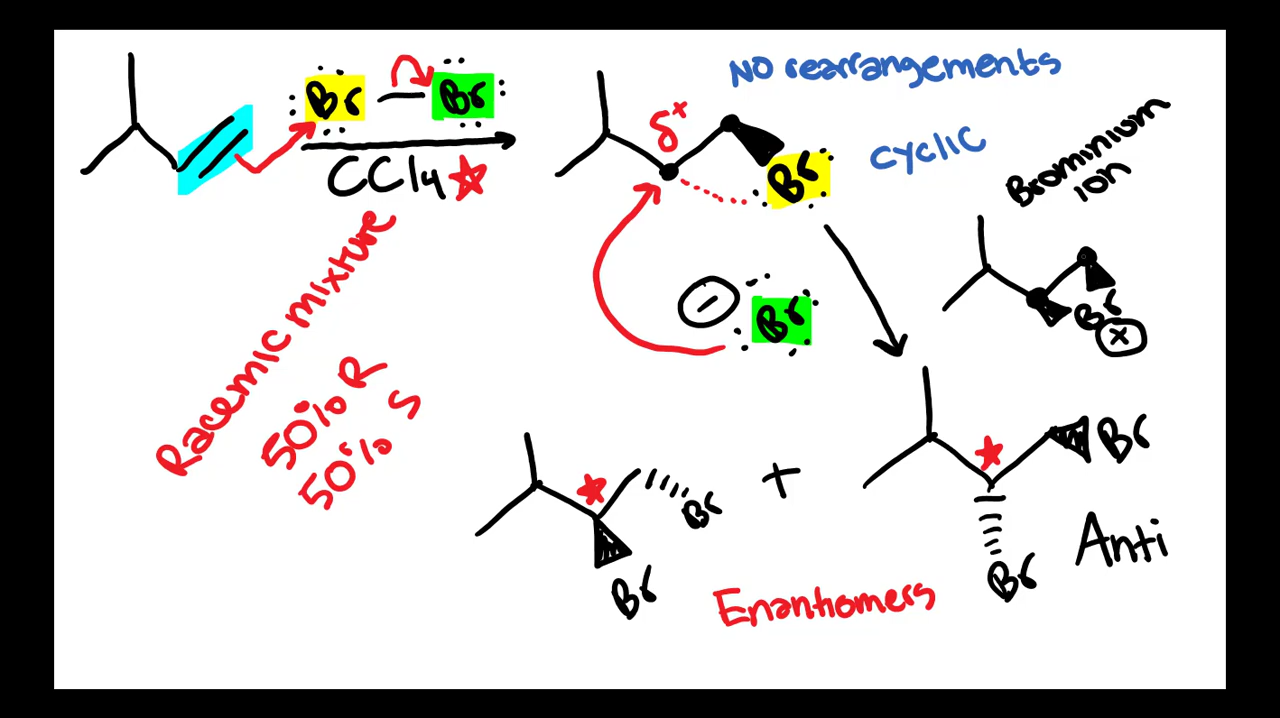 NO rearrangements
Br — Br
CCl4
δ+
Br
cyclic
Brominium
ion
Br
+
Racemic mixture
−
Br
50% R
50% S
Br
+
Br
Br
Br
Anti
Enantiomers